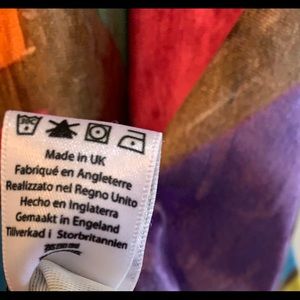 Made in UK
Fabriqué en Angleterre
Realizzato nel Regno Unito
Hecho en Inglaterra
Gemaakt in Engeland
Tillverkad i Storbritannien